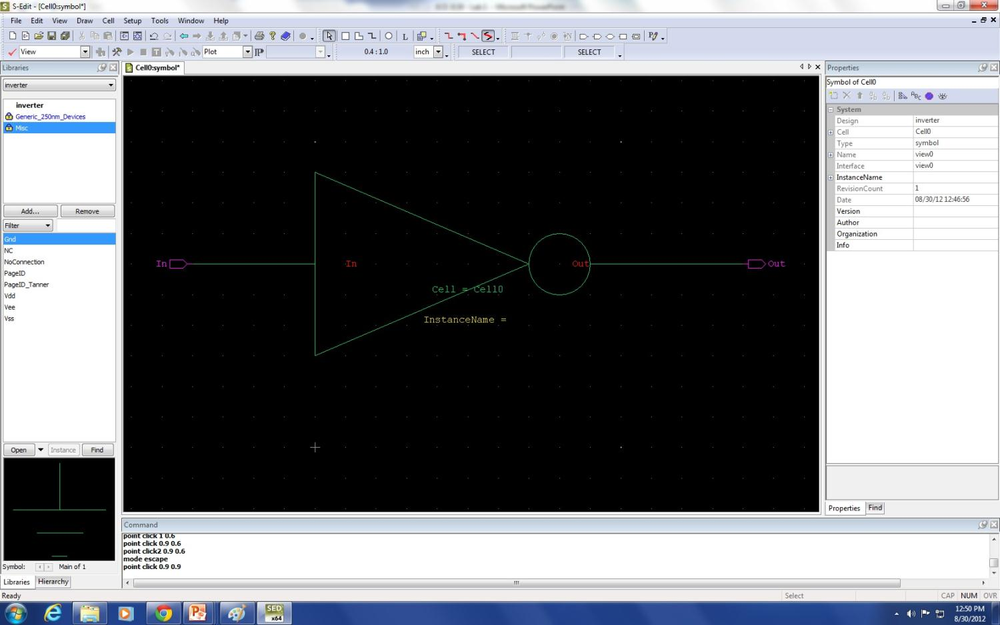 S-Edit - [Cell0:symbol*]
File Edit View Draw Cell Setup Tools Window Help
View Plot 0.4 : 1.0 inch SELECT SELECT
Libraries
inverter
inverter
Generic_250nm_Devices
Misc
Add... Remove
Filter
Gnd
NC
NoConnection
PageID
PageID_Tanner
Vdd
Vee
Vss
Open Instance Find
Symbol: Main of 1
Libraries Hierarchy
Cell0:symbol*
In In Out Out
Cell = Cell0
InstanceName =
Command
point click 1 0.6
point click 0.9 0.6
point click2 0.9 0.6
mode escape
point click 0.9 0.9
Properties
Symbol of Cell0
System
Design inverter
Cell Cell0
Type symbol
Name view0
Interface view0
InstanceName
RevisionCount 1
Date 08/30/12 12:46:56
Version
Author
Organization
Info
Properties Find
Ready Select CAP NUM OVR
SED
x64
12:50 PM
8/30/2012